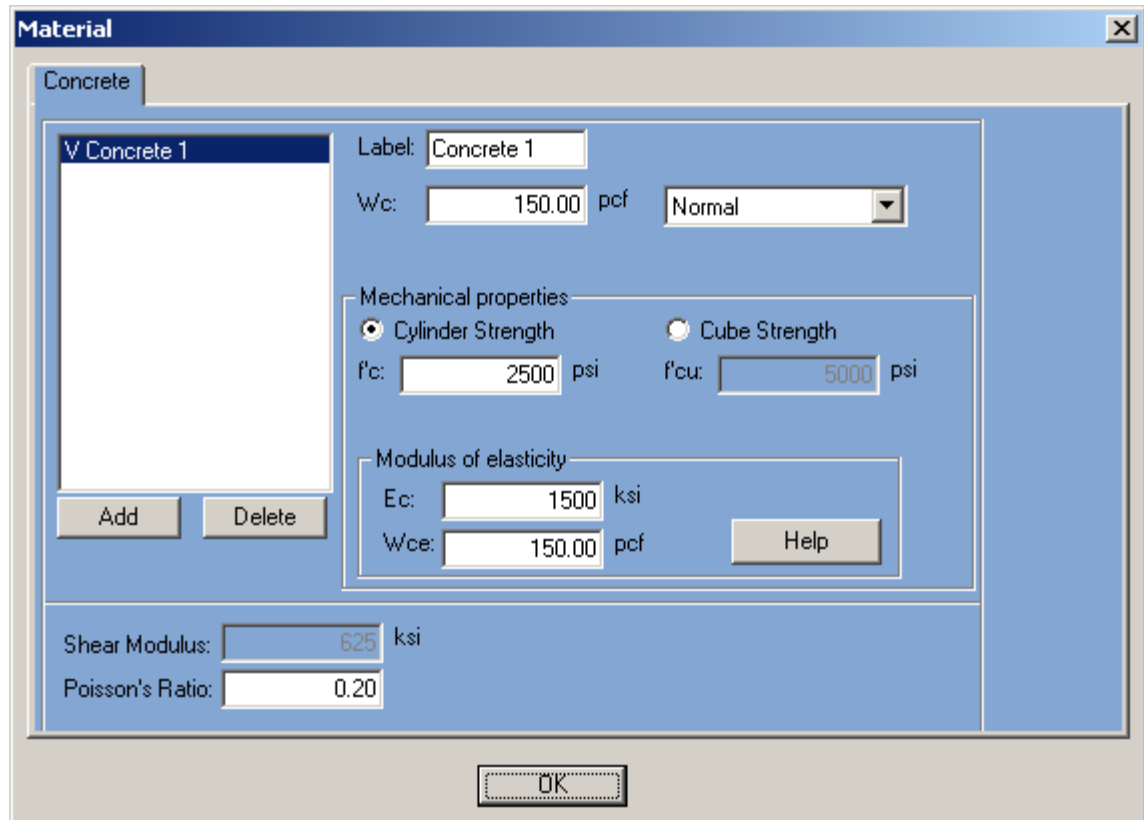 Material
Concrete
V Concrete 1
Label: Concrete 1
Wc: 150.00 pcf Normal
Mechanical properties
Cylinder Strength Cube Strength
f'c: 2500 psi f'cu: 5000 psi
Modulus of elasticity
Ec: 1500 ksi
Wce: 150.00 pcf Help
Add Delete
Shear Modulus: 625 ksi
Poisson's Ratio: 0.20
OK